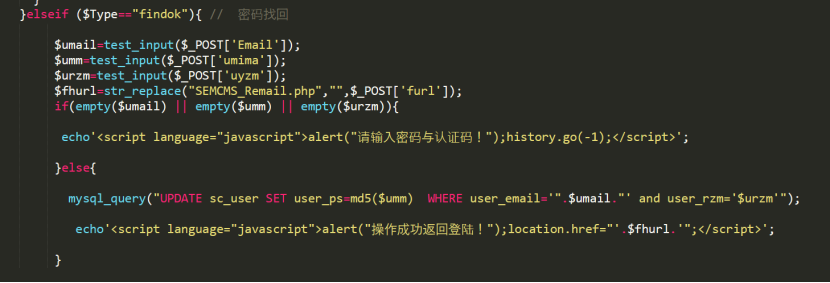 }
}elseif ($Type=="findok"){ // 密码找回
$umail=test_input($_POST['Email']);
$umm=test_input($_POST['umima']);
$urzm=test_input($_POST['uyzm']);
$fhurl=str_replace("SEMCMS_Remail.php","",$_POST['furl']);
if(empty($umail) || empty($umm) || empty($urzm)){
echo'<script language="javascript">alert("请输入密码与认证码！");history.go(-1);</script>';
}else{
mysql_query("UPDATE sc_user SET user_ps=md5($umm)  WHERE user_email='".$umail."' and user_rzm='$urzm'");
echo'<script language="javascript">alert("操作成功返回登陆！");location.href="'.$fhurl.'";</script>';
}